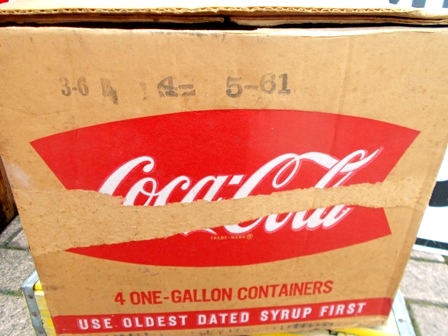 3-6 4= 5-61
Coca-Cola
TRADE-MARK ®
4 ONE-GALLON CONTAINERS
USE OLDEST DATED SYRUP FIRST